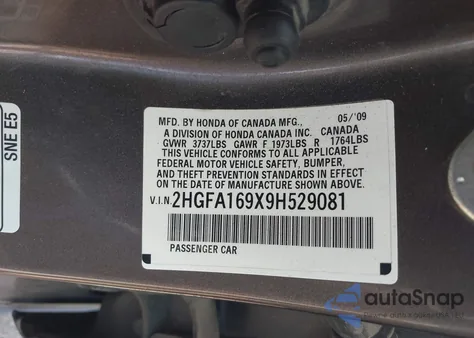 SNE E5
MFD. BY HONDA OF CANADA MFG., 05/'09
A DIVISION OF HONDA CANADA INC. CANADA
GVWR 3737LBS GAWR F 1973LBS R 1764LBS
THIS VEHICLE CONFORMS TO ALL APPLICABLE
FEDERAL MOTOR VEHICLE SAFETY, BUMPER,
AND THEFT PREVENTION STANDARDS IN EFFECT
ON THE DATE OF MANUFACTURE SHOWN ABOVE.
V.I.N. 2HGFA169X9H529081
PASSENGER CAR
autaSnap